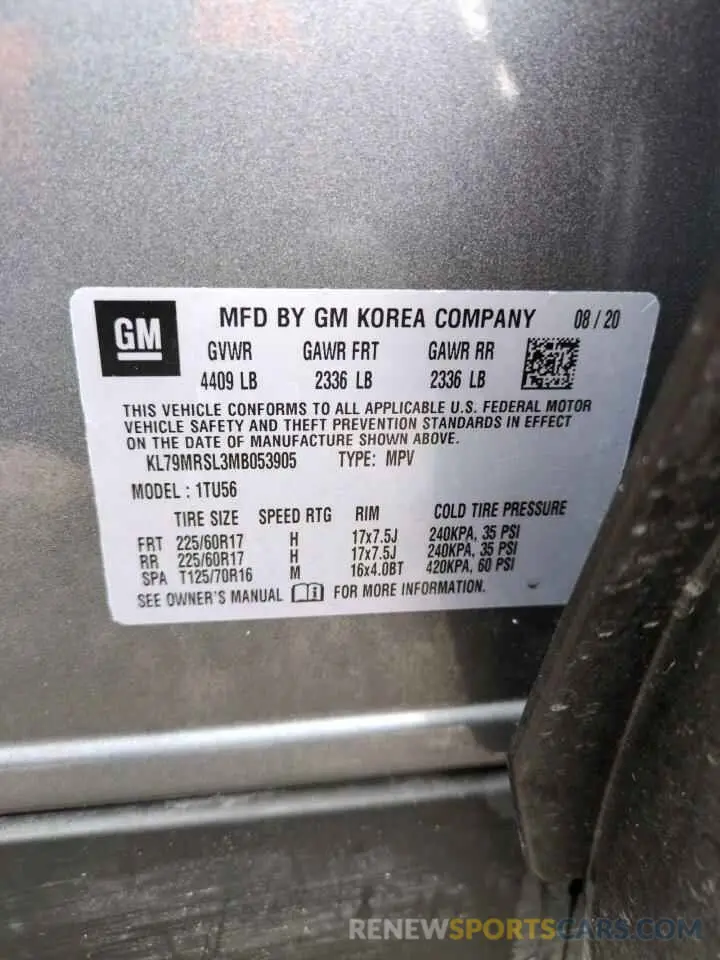 GM MFD BY GM KOREA COMPANY 08 / 20
GVWR GAWR FRT GAWR RR
4409 LB 2336 LB 2336 LB
THIS VEHICLE CONFORMS TO ALL APPLICABLE U.S. FEDERAL MOTOR
VEHICLE SAFETY AND THEFT PREVENTION STANDARDS IN EFFECT
ON THE DATE OF MANUFACTURE SHOWN ABOVE.
KL79MRSL3MB053905 TYPE: MPV
MODEL : 1TU56
TIRE SIZE SPEED RTG RIM COLD TIRE PRESSURE
FRT 225/60R17 H 17x7.5J 240KPA, 35 PSI
RR 225/60R17 H 17x7.5J 240KPA, 35 PSI
SPA T125/70R16 M 16x4.0BT 420KPA, 60 PSI
SEE OWNER'S MANUAL FOR MORE INFORMATION.
RENEWSPORTSCARS.COM